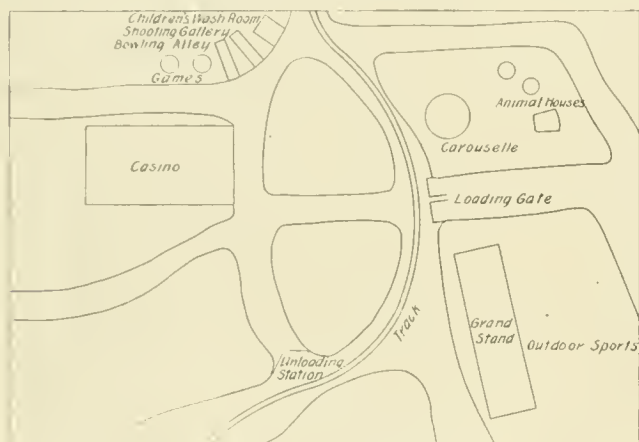 Children's Wash Room
Shooting Gallery
Bowling Alley
Games
Animal Houses
Carouselle
Casino
Loading Gate
Track
Grand
Stand
Outdoor Sports
Unloading
Station